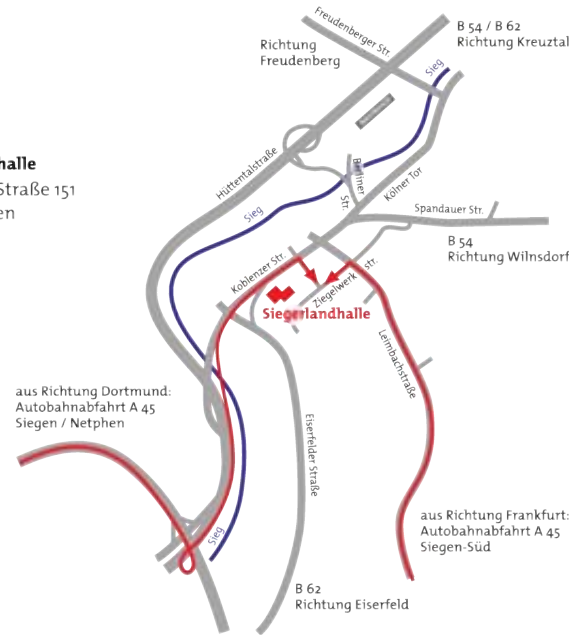 Freudenberger Str.
B 54 / B 62
Richtung Kreuztal
Richtung
Freudenberg
Sieg
halle
Straße 151
en
Hüttentalstraße
Berliner
Str.
Kölner Tor
Sieg
Spandauer Str.
B 54
Richtung Wilnsdorf
Koblenzer Str.
Ziegelwerk str.
Siegerlandhalle
Leimbachstraße
aus Richtung Dortmund:
Autobahnabfahrt A 45
Siegen / Netphen
Eiserfelder Straße
aus Richtung Frankfurt:
Autobahnabfahrt A 45
Siegen-Süd
Sieg
B 62
Richtung Eiserfeld